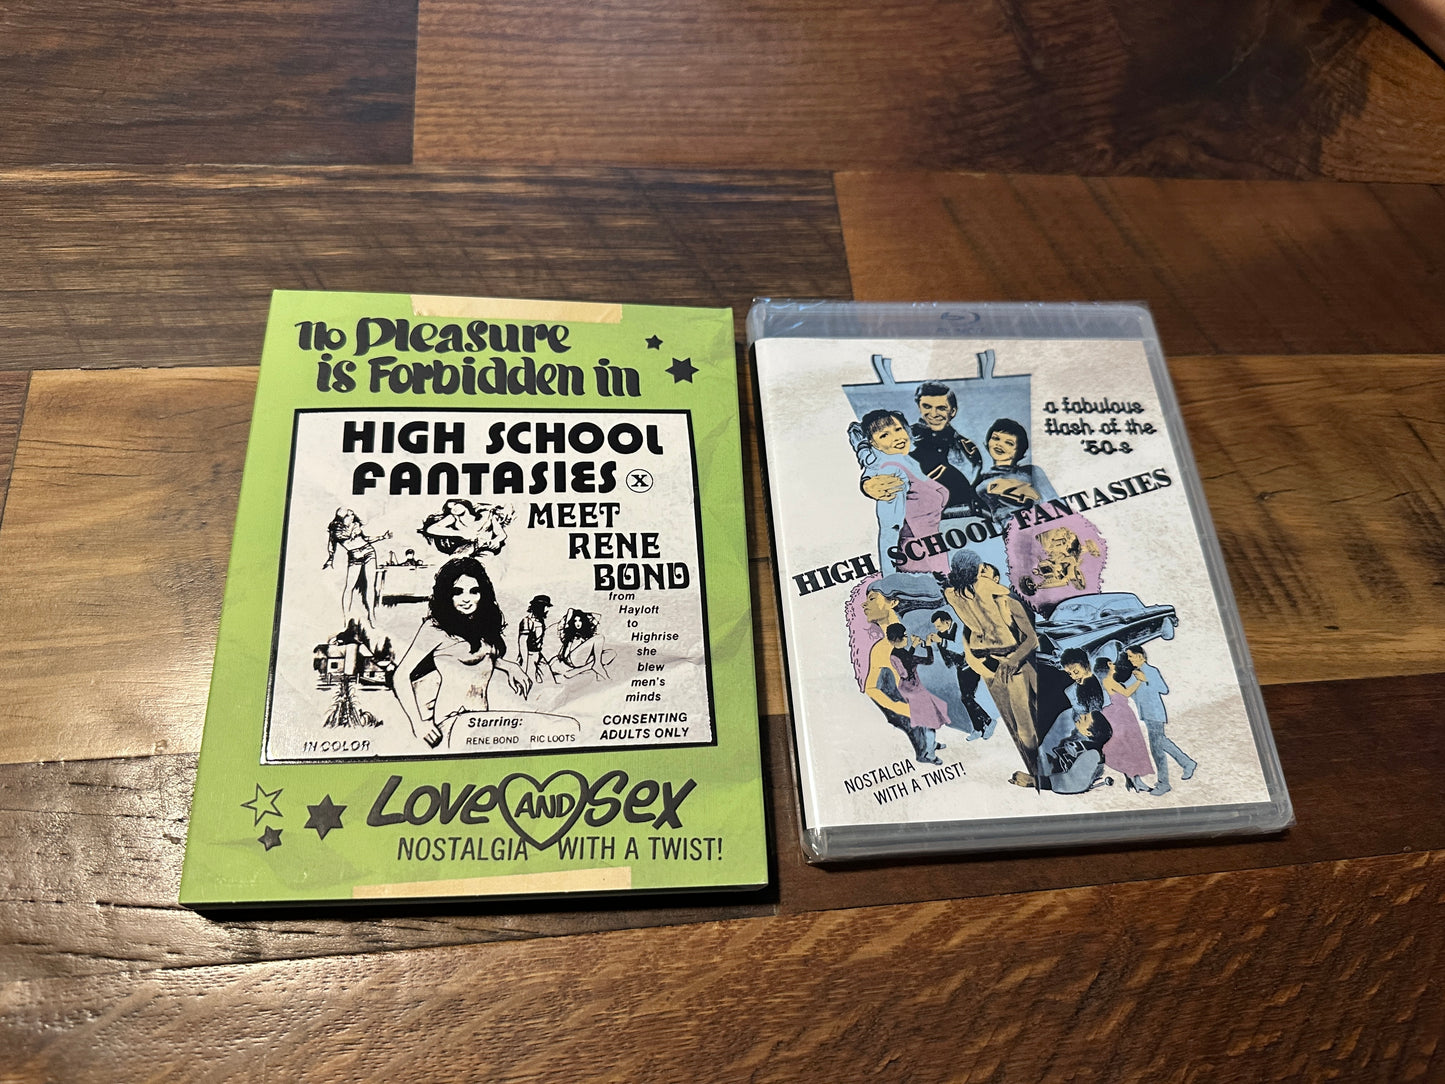 No Pleasure
is Forbidden in
HIGH SCHOOL
FANTASIES X
MEET
RENE
BOND
from
Hayloft
to
Highrise
she
blew
men's
minds
Starring:
RENE BOND RIC LOOTS
CONSENTING
ADULTS ONLY
IN COLOR
LOVE AND SEX
NOSTALGIA WITH A TWIST!
a fabulous
flash of the
'50s
HIGH SCHOOL FANTASIES
NOSTALGIA
WITH A TWIST!